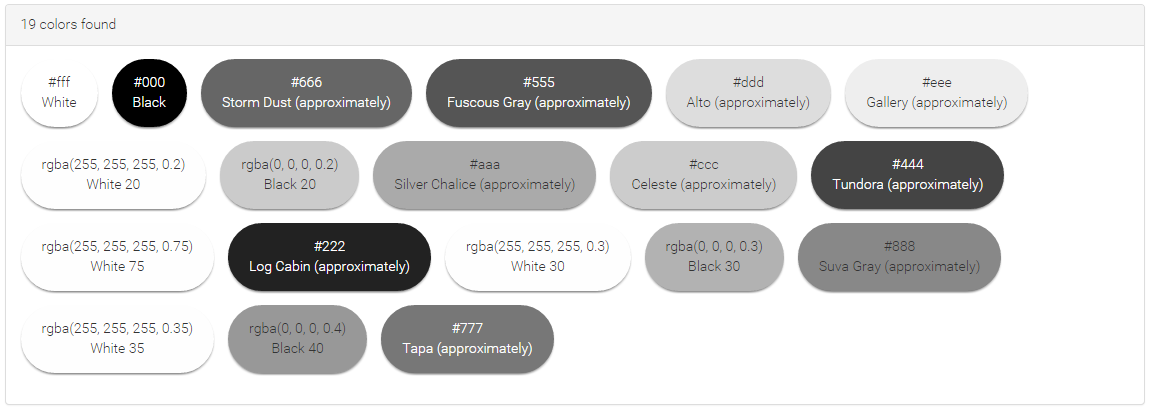 19 colors found
#fff
White
#000
Black
#666
Storm Dust (approximately)
#555
Fuscous Gray (approximately)
#ddd
Alto (approximately)
#eee
Gallery (approximately)
rgba(255, 255, 255, 0.2)
White 20
rgba(0, 0, 0, 0.2)
Black 20
#aaa
Silver Chalice (approximately)
#ccc
Celeste (approximately)
#444
Tundora (approximately)
rgba(255, 255, 255, 0.75)
White 75
#222
Log Cabin (approximately)
rgba(255, 255, 255, 0.3)
White 30
rgba(0, 0, 0, 0.3)
Black 30
#888
Suva Gray (approximately)
rgba(255, 255, 255, 0.35)
White 35
rgba(0, 0, 0, 0.4)
Black 40
#777
Tapa (approximately)